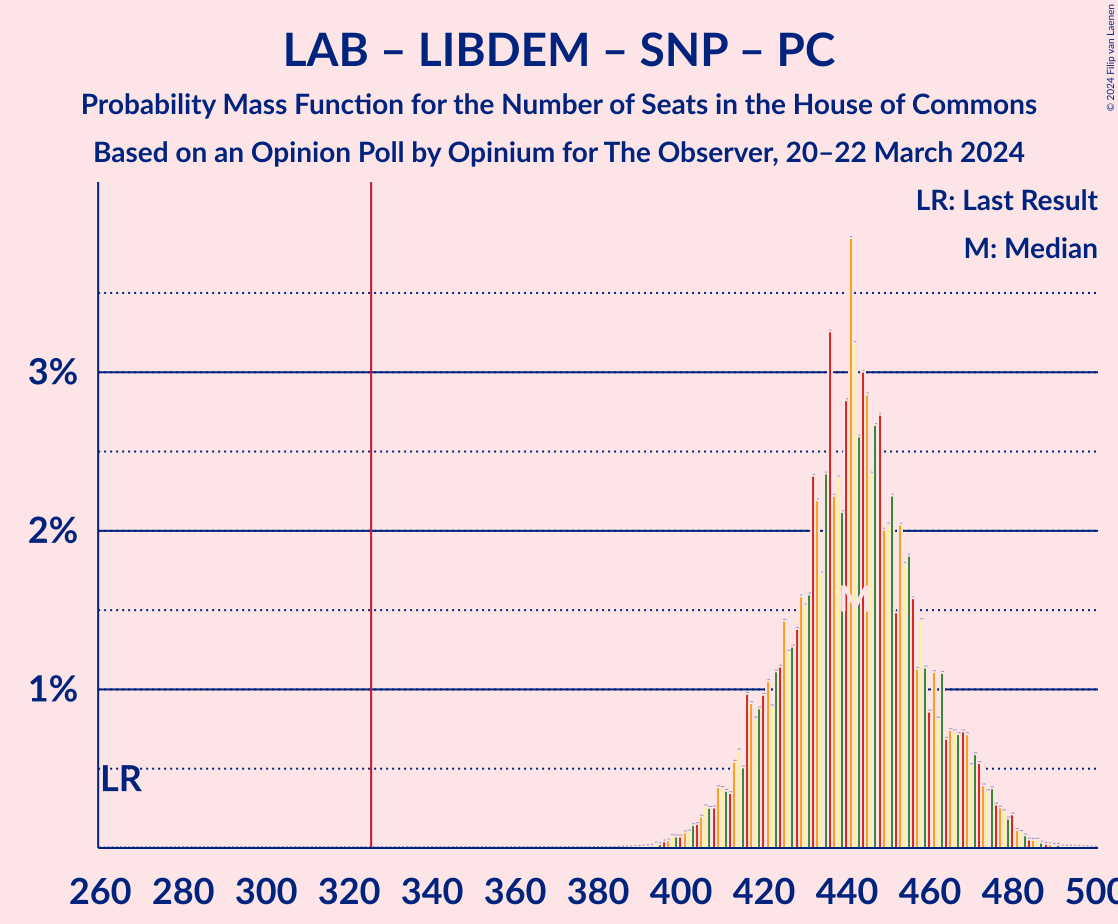 LAB – LIBDEM – SNP – PC
Probability Mass Function for the Number of Seats in the House of Commons
Based on an Opinion Poll by Opinium for The Observer, 20–22 March 2024
© 2024 Filip van Laenen
LR: Last Result
M: Median
3%
2%
1%
LR
M
260 280 300 320 340 360 380 400 420 440 460 480 500